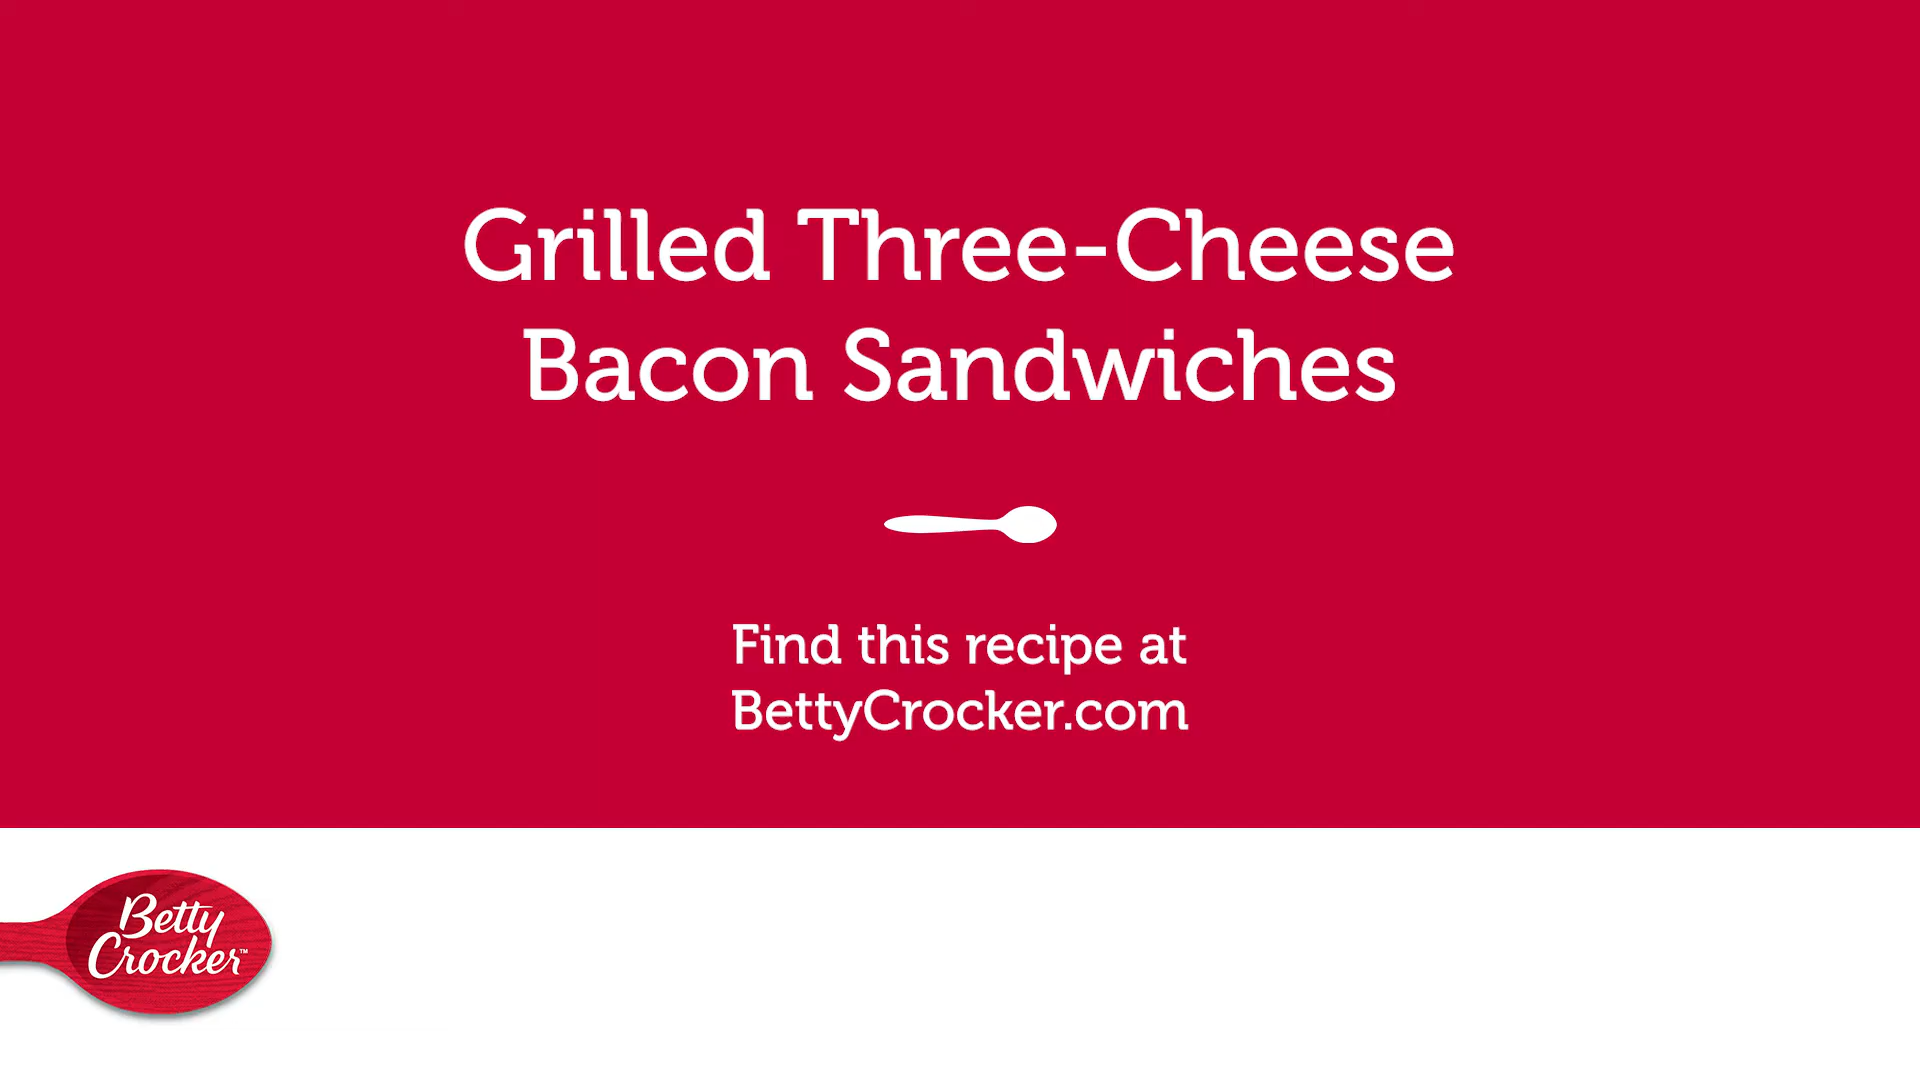 Grilled Three-Cheese
Bacon Sandwiches
Find this recipe at
BettyCrocker.com
Betty
Crocker™